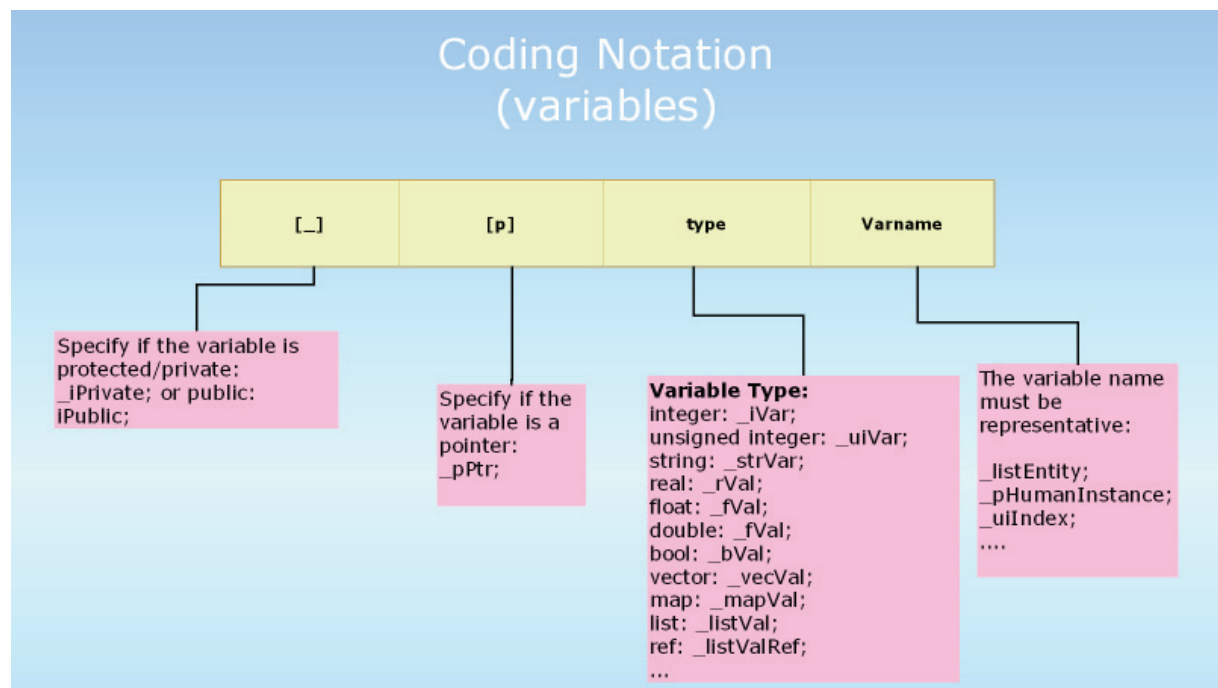 Coding Notation
(variables)
[_]
[p]
type
Varname
Specify if the variable is
protected/private:
_iPrivate; or public:
iPublic;
Specify if the
variable is a
pointer:
_pPtr;
Variable Type:
integer: _iVar;
unsigned integer: _uiVar;
string: _strVar;
real: _rVal;
float: _fVal;
double: _fVal;
bool: _bVal;
vector: _vecVal;
map: _mapVal;
list: _listVal;
ref: _listValRef;
...
The variable name
must be
representative:
_listEntity;
_pHumanInstance;
_uiIndex;
....